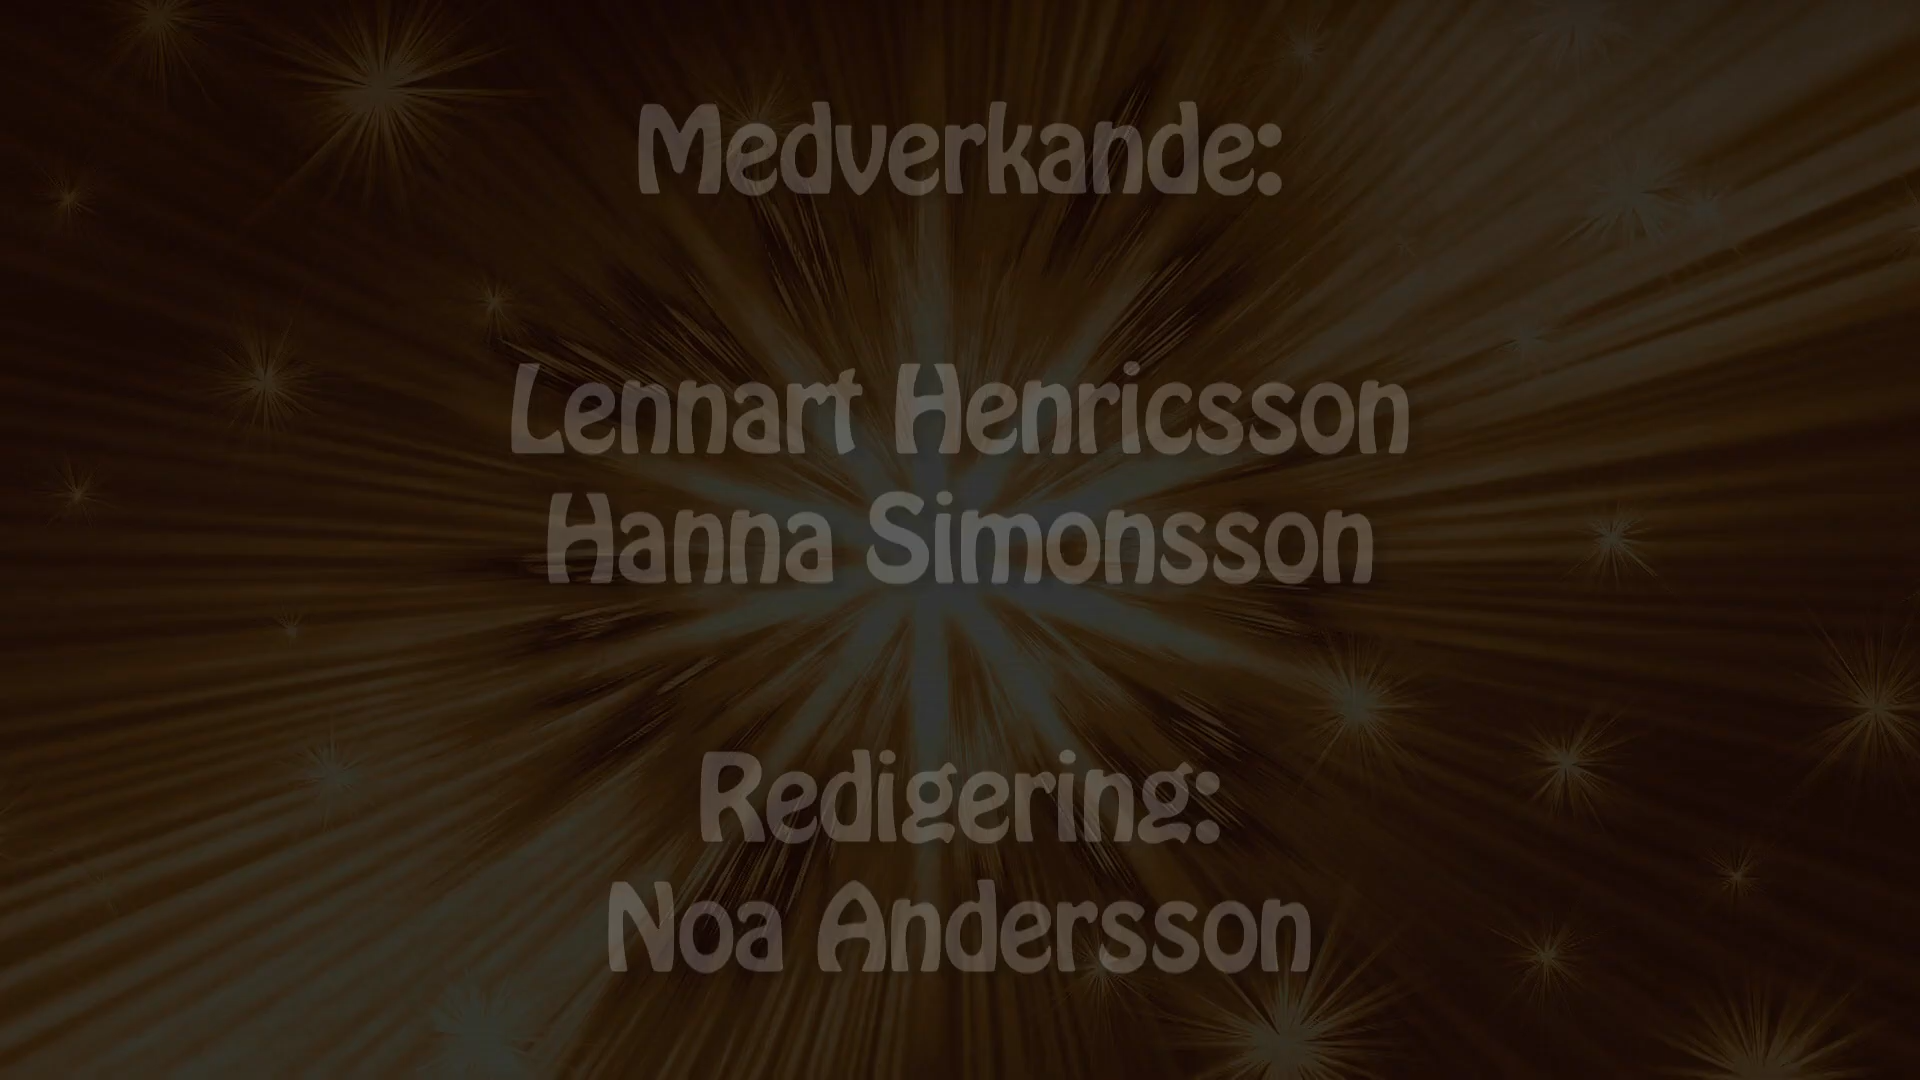 Medverkande:
Lennart Henricsson
Hanna Simonsson
Redigering:
Noa Andersson